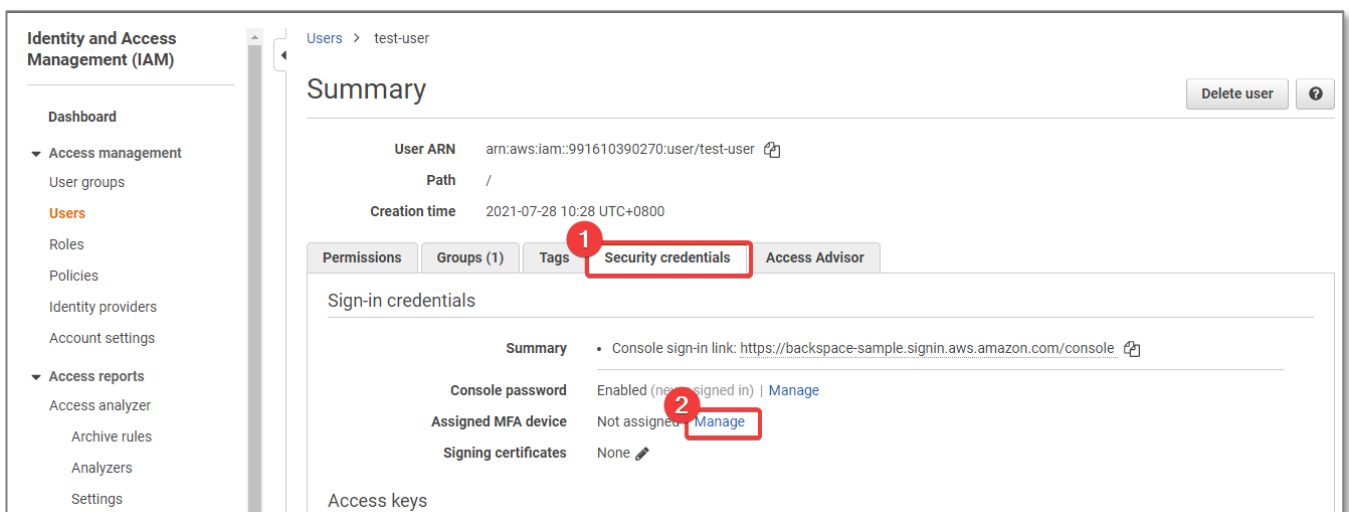 Identity and Access
Management (IAM)
Dashboard
Access management
User groups
Users
Roles
Policies
Identity providers
Account settings
Access reports
Access analyzer
Archive rules
Analyzers
Settings
Users > test-user
Summary
Delete user
User ARN arn:aws:iam::991610390270:user/test-user
Path /
Creation time 2021-07-28 10:28 UTC+0800
1
Permissions Groups (1) Tags Security credentials Access Advisor
Sign-in credentials
Summary • Console sign-in link: https://backspace-sample.signin.aws.amazon.com/console
Console password Enabled (never signed in) | Manage
2
Assigned MFA device Not assigned Manage
Signing certificates None
Access keys